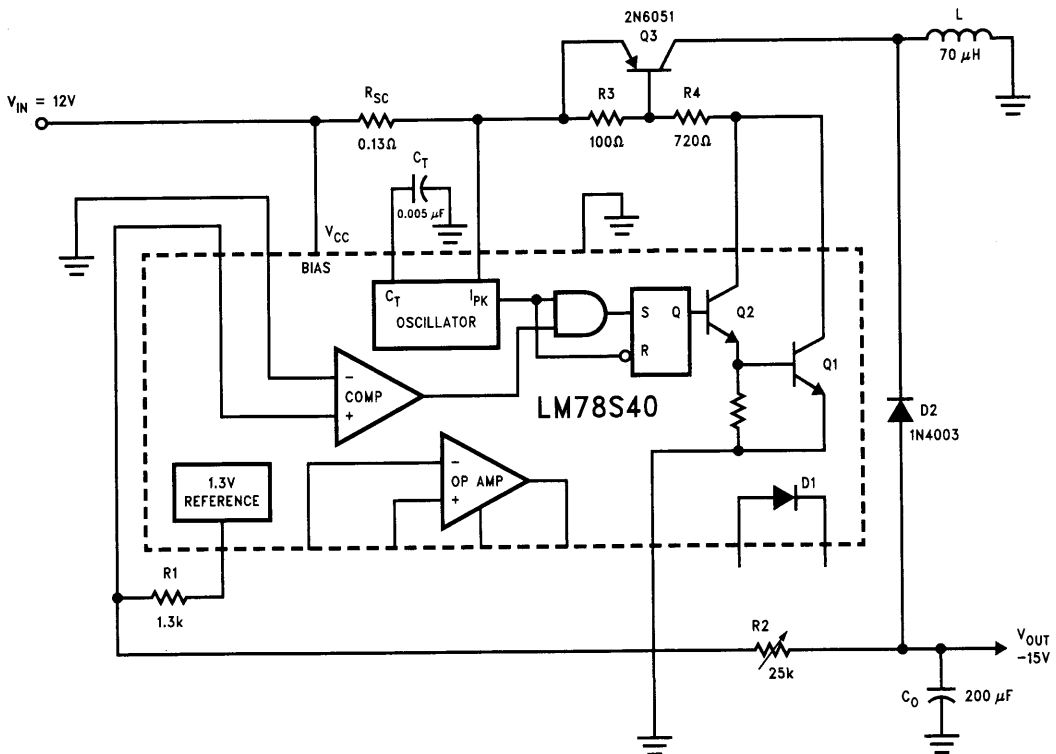 2N6051
Q3
L
70 μH
V_IN = 12V
R_SC
0.13Ω
R3
100Ω
R4
720Ω
C_T
0.005 μF
V_CC
BIAS
C_T
I_PK
OSCILLATOR
S
Q
R
Q2
Q1
−
COMP
+
LM78S40
D2
1N4003
1.3V
REFERENCE
−
OP AMP
+
D1
R1
1.3k
R2
25k
V_OUT
-15V
C_O
200 μF